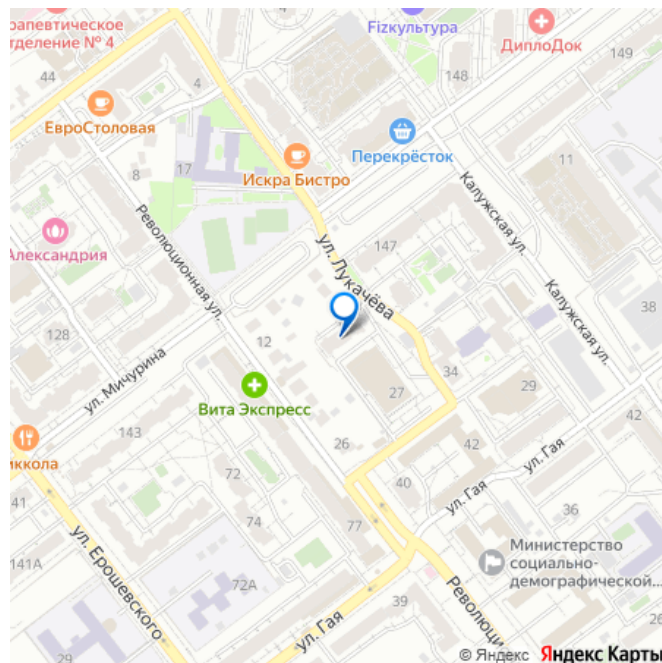 рапевтическое
отделение № 4
Fizкультура
ДиплоДок
44
4
148
149
ЕвроСтоловая
Перекрёсток
17
8
Искра Бистро
11
Калужская ул.
Революционная ул.
ул. Лукачёва
147
Александрия
Калужская ул.
38
128
12
ул. Мичурина
34
Вита Экспресс
27
29
143
26
42
42
иккола
41
72
40
ул. Гая
ул. Гая
74
36
77
141А
ул. Ерошевского
72А
Министерство
социально-
демографической...
Революци
39
ул. Гая
26
29
© Яндекс Яндекс Карты